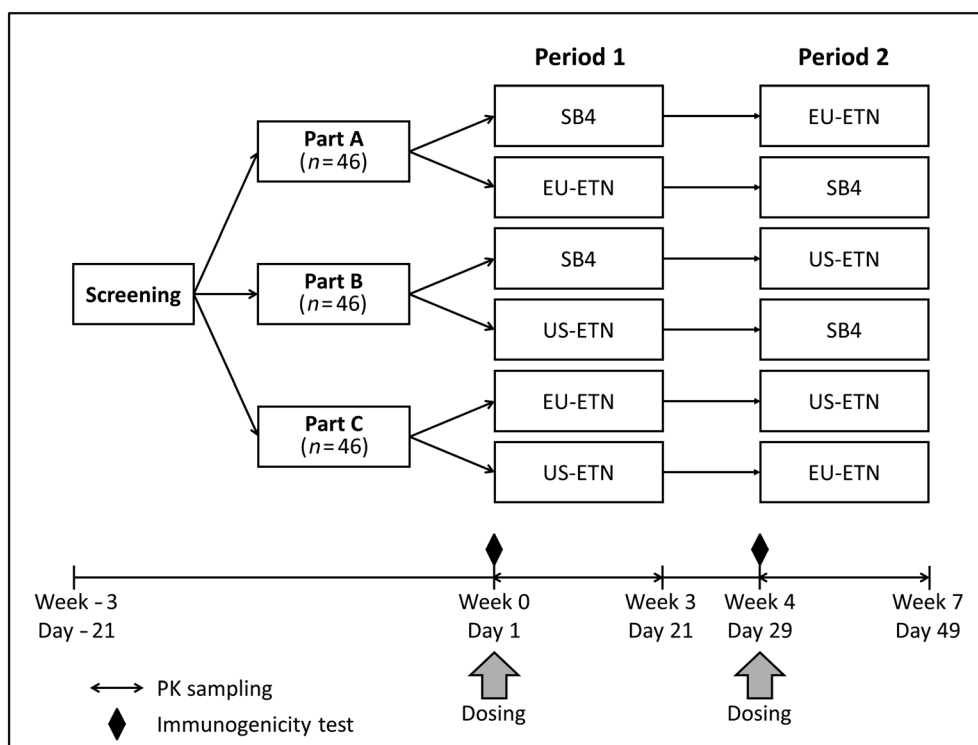 Period 1
Period 2
Part A
(n=46)
SB4
EU-ETN
EU-ETN
SB4
Screening
Part B
(n=46)
SB4
US-ETN
US-ETN
SB4
Part C
(n=46)
EU-ETN
US-ETN
US-ETN
EU-ETN
Week -3
Day -21
Week 0
Day 1
Week 3
Day 21
Week 4
Day 29
Week 7
Day 49
PK sampling
Immunogenicity test
Dosing
Dosing